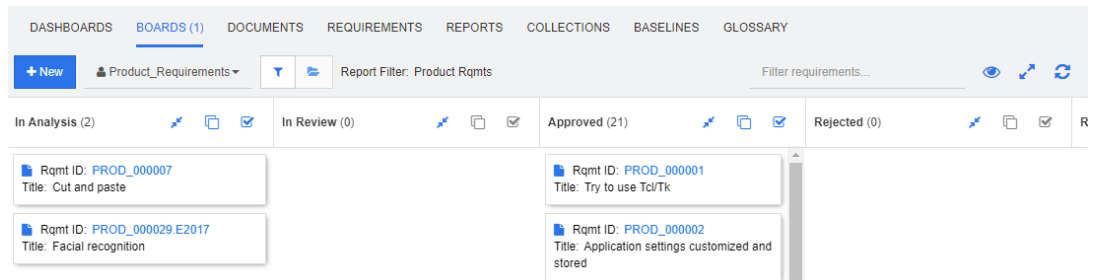 DASHBOARDS BOARDS (1) DOCUMENTS REQUIREMENTS REPORTS COLLECTIONS BASELINES GLOSSARY
+ New Product_Requirements Report Filter: Product Rqmts Filter requirements...
In Analysis (2) In Review (0) Approved (21) Rejected (0) R
Rqmt ID: PROD_000007 Rqmt ID: PROD_000001
Title: Cut and paste Title: Try to use Tcl/Tk
Rqmt ID: PROD_000029.E2017 Rqmt ID: PROD_000002
Title: Facial recognition Title: Application settings customized and
stored